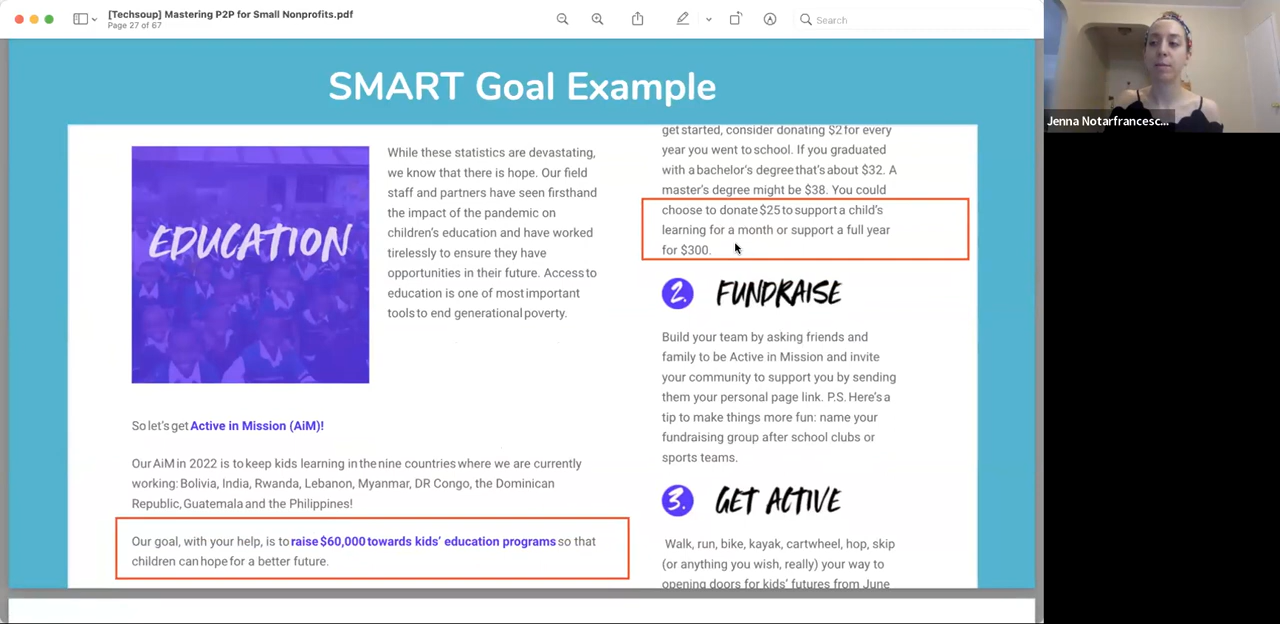 [Techsoup] Mastering P2P for Small Nonprofits.pdf
Page 27 of 67
Search
Jenna Notarfrancesc...
SMART Goal Example
EDUCATION
While these statistics are devastating,
we know that there is hope. Our field
staff and partners have seen firsthand
the impact of the pandemic on
children's education and have worked
tirelessly to ensure they have
opportunities in their future. Access to
education is one of most important
tools to end generational poverty.
So let's get Active in Mission (AiM)!
Our AiM in 2022 is to keep kids learning in the nine countries where we are currently
working: Bolivia, India, Rwanda, Lebanon, Myanmar, DR Congo, the Dominican
Republic, Guatemala and the Philippines!
Our goal, with your help, is to raise $60,000 towards kids' education programs so that
children can hope for a better future.
get started, consider donating $2 for every
year you went to school. If you graduated
with a bachelor's degree that's about $32. A
master's degree might be $38. You could
choose to donate $25 to support a child's
learning for a month or support a full year
for $300.
2. FUNDRAISE
Build your team by asking friends and
family to be Active in Mission and invite
your community to support you by sending
them your personal page link. P.S. Here's a
tip to make things more fun: name your
fundraising group after school clubs or
sports teams.
3. GET ACTIVE
Walk, run, bike, kayak, cartwheel, hop, skip
(or anything you wish, really) your way to
opening doors for kids' futures from June